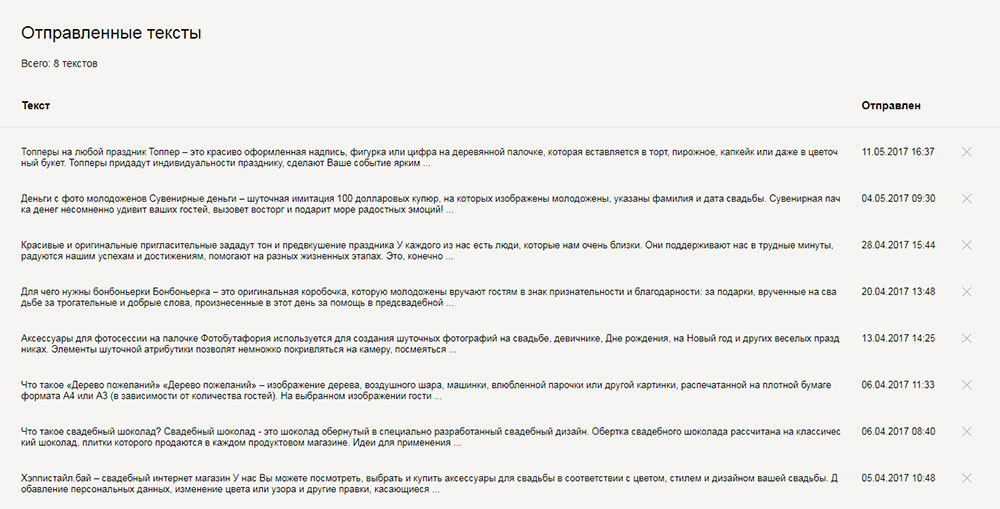 Отправленные тексты
Всего: 8 текстов
Текст Отправлен
Топперы на любой праздник Топпер – это красиво оформленная надпись, фигурка или цифра на деревянной палочке, которая вставляется в торт, пирожное, капкейк или даже в цветоч 11.05.2017 16:37
ный букет. Топперы придадут индивидуальности празднику, сделают Ваше событие ярким ...
Деньги с фото молодоженов Сувенирные деньги – шуточная имитация 100 долларовых купюр, на которых изображены молодожены, указаны фамилия и дата свадьбы. Сувенирная пач 04.05.2017 09:30
ка денег несомненно удивит ваших гостей, вызовет восторг и подарит море радостных эмоций! ...
Красивые и оригинальные пригласительные зададут тон и предвкушение праздника У каждого из нас есть люди, которые нам очень близки. Они поддерживают нас в трудные минуты, 28.04.2017 15:44
радуются нашим успехам и достижениям, помогают на разных жизненных этапах. Это, конечно ...
Для чего нужны бонбоньерки Бонбоньерка – это оригинальная коробочка, которую молодожены вручают гостям в знак признательности и благодарности: за подарки, врученные на сва 20.04.2017 13:48
дьбе за трогательные и добрые слова, произнесенные в этот день за помощь в предсвадебной ...
Аксессуары для фотосессии на палочке Фотобутафория используется для создания шуточных фотографий на свадьбе, девичнике, Дне рождения, на Новый год и других веселых празд 13.04.2017 14:25
никах. Элементы шуточной атрибутики позволят немножко покривляться на камеру, посмеяться ...
Что такое «Дерево пожеланий» «Дерево пожеланий» – изображение дерева, воздушного шара, машинки, влюбленной парочки или другой картинки, распечатанной на плотной бумаге 06.04.2017 11:33
формата А4 или А3 (в зависимости от количества гостей). На выбранном изображении гости ...
Что такое свадебный шоколад? Свадебный шоколад - это шоколад обернутый в специально разработанный свадебный дизайн. Обертка свадебного шоколада рассчитана на классичес 06.04.2017 08:40
кий шоколад, плитки которого продаются в каждом продуктовом магазине. Идеи для применения ...
Хэппистайл.бай – свадебный интернет магазин У нас Вы можете посмотреть, выбрать и купить аксессуары для свадьбы в соответствии с цветом, стилем и дизайном вашей свадьбы. Д 05.04.2017 10:48
обавление персональных данных, изменение цвета или узора и другие правки, касающиеся ...